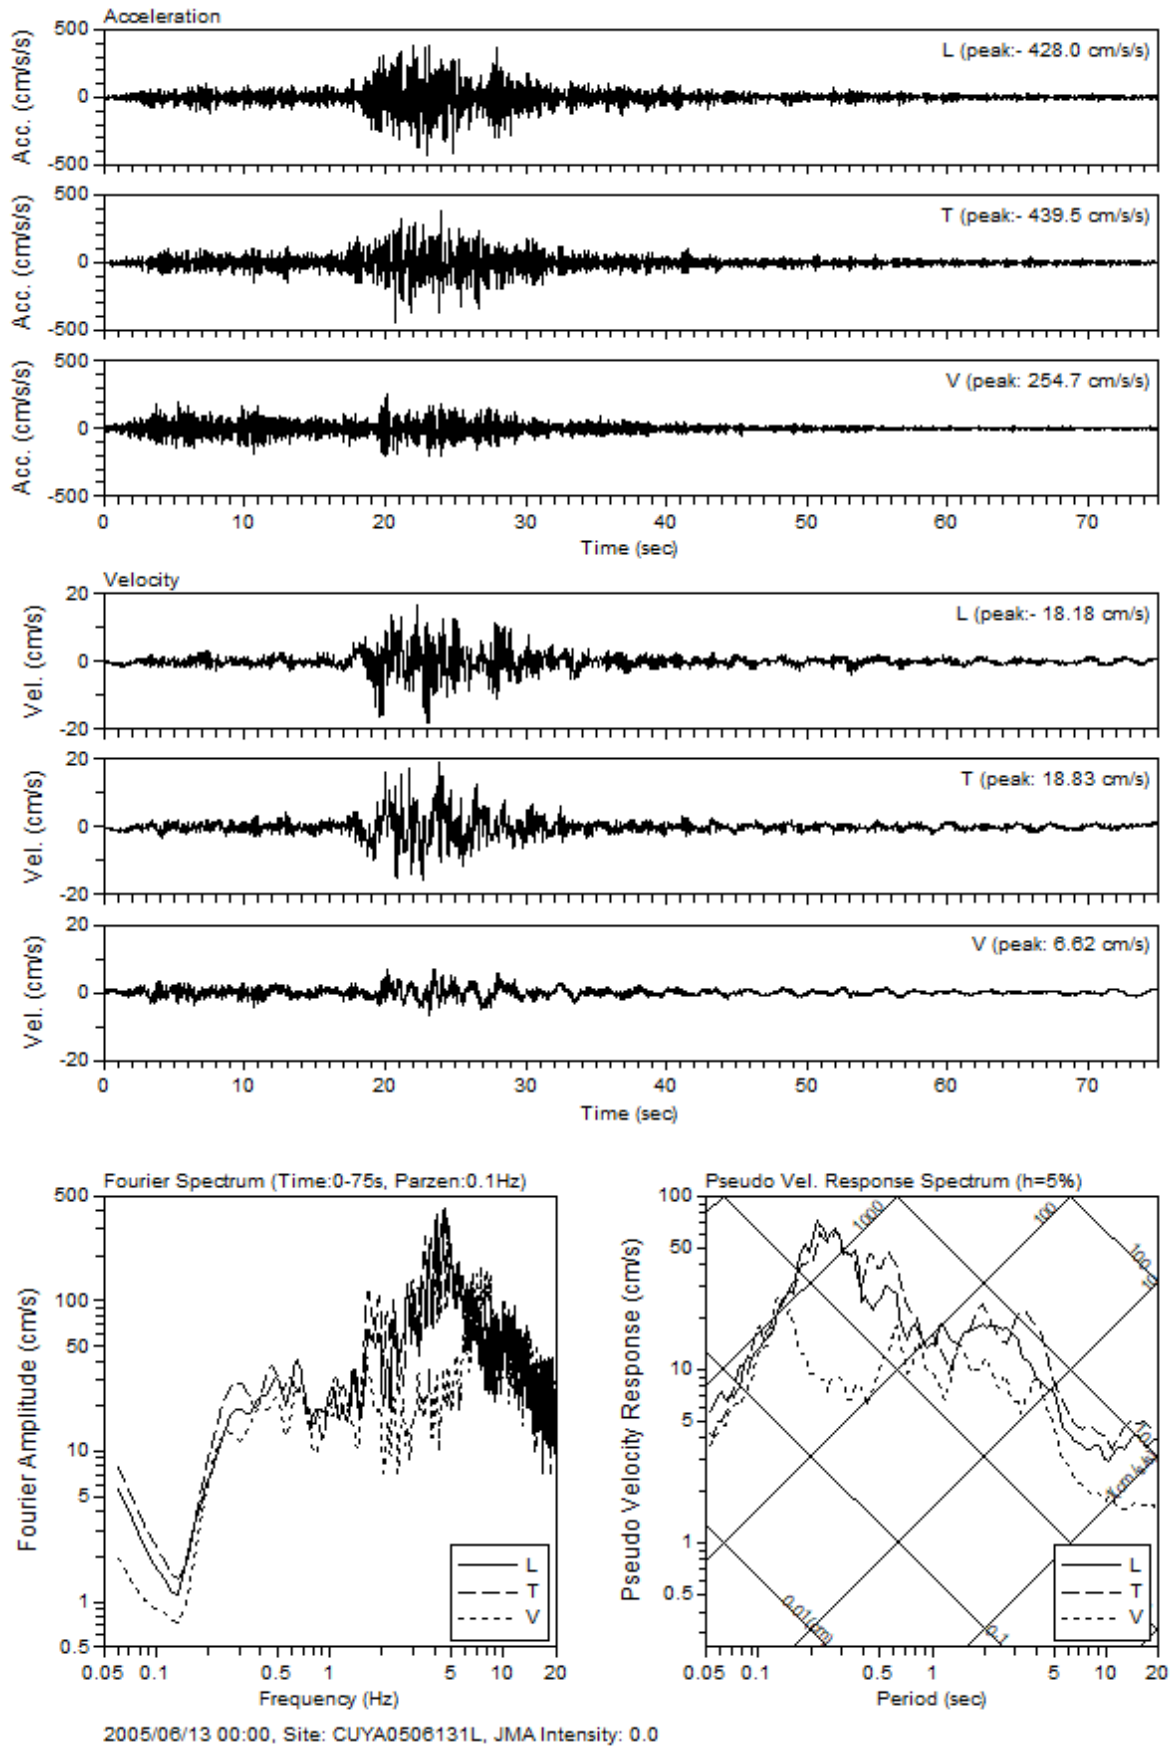 Acceleration
500
0
-500
Acc. (cm/s/s)
L (peak:- 428.0 cm/s/s)
500
0
-500
Acc. (cm/s/s)
T (peak:- 439.5 cm/s/s)
500
0
-500
Acc. (cm/s/s)
V (peak: 254.7 cm/s/s)
0 10 20 30 40 50 60 70
Time (sec)
Velocity
20
0
-20
Vel. (cm/s)
L (peak:- 18.18 cm/s)
20
0
-20
Vel. (cm/s)
T (peak: 18.83 cm/s)
20
0
-20
Vel. (cm/s)
V (peak: 6.62 cm/s)
0 10 20 30 40 50 60 70
Time (sec)
Fourier Spectrum (Time:0-75s, Parzen:0.1Hz)
500
100
50
10
5
1
0.5
Fourier Amplitude (cm/s)
L
T
V
0.05 0.1 0.5 1 5 10 20
Frequency (Hz)
Pseudo Vel. Response Spectrum (h=5%)
100
50
10
5
1
0.5
Pseudo Velocity Response (cm/s)
1000
100
100
10
0.01(cm)
0.1
L
T
V
0.05 0.1 0.5 1 5 10 20
Period (sec)
2005/06/13 00:00, Site: CUYA0506131L, JMA Intensity: 0.0